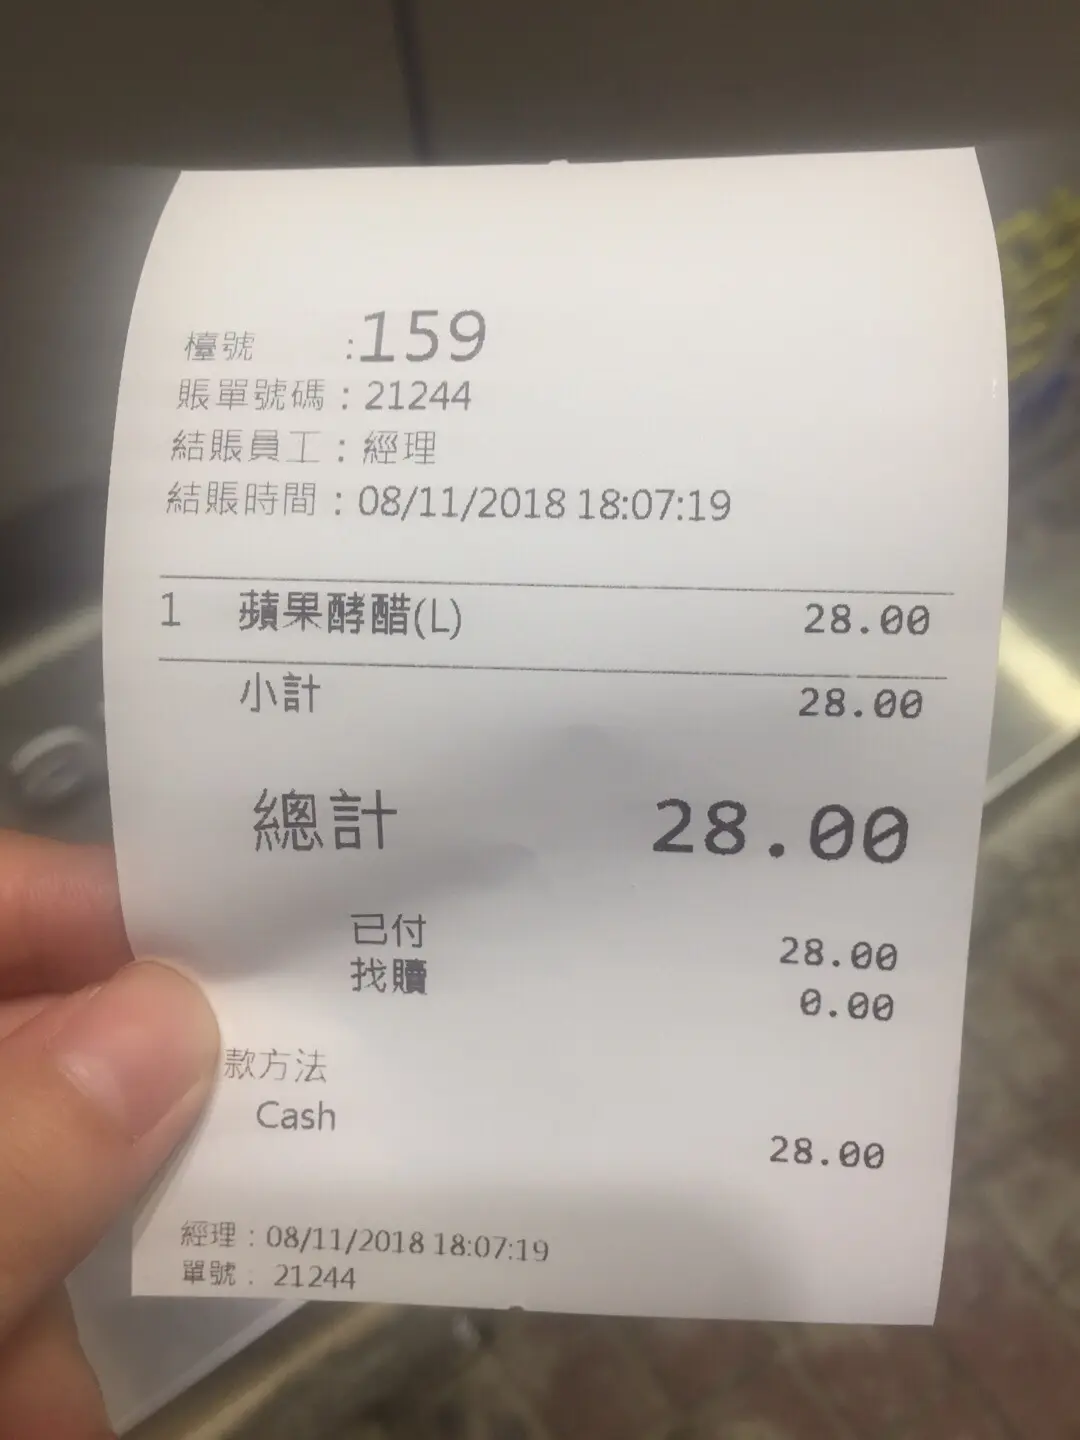 檯號 :159
賬單號碼：21244
結賬員工：經理
結賬時間：08/11/2018 18:07:19
1 蘋果酵醋(L) 28.00
小計 28.00
總計 28.00
已付 28.00
找贖 0.00
款方法
Cash 28.00
經理：08/11/2018 18:07:19
單號：21244